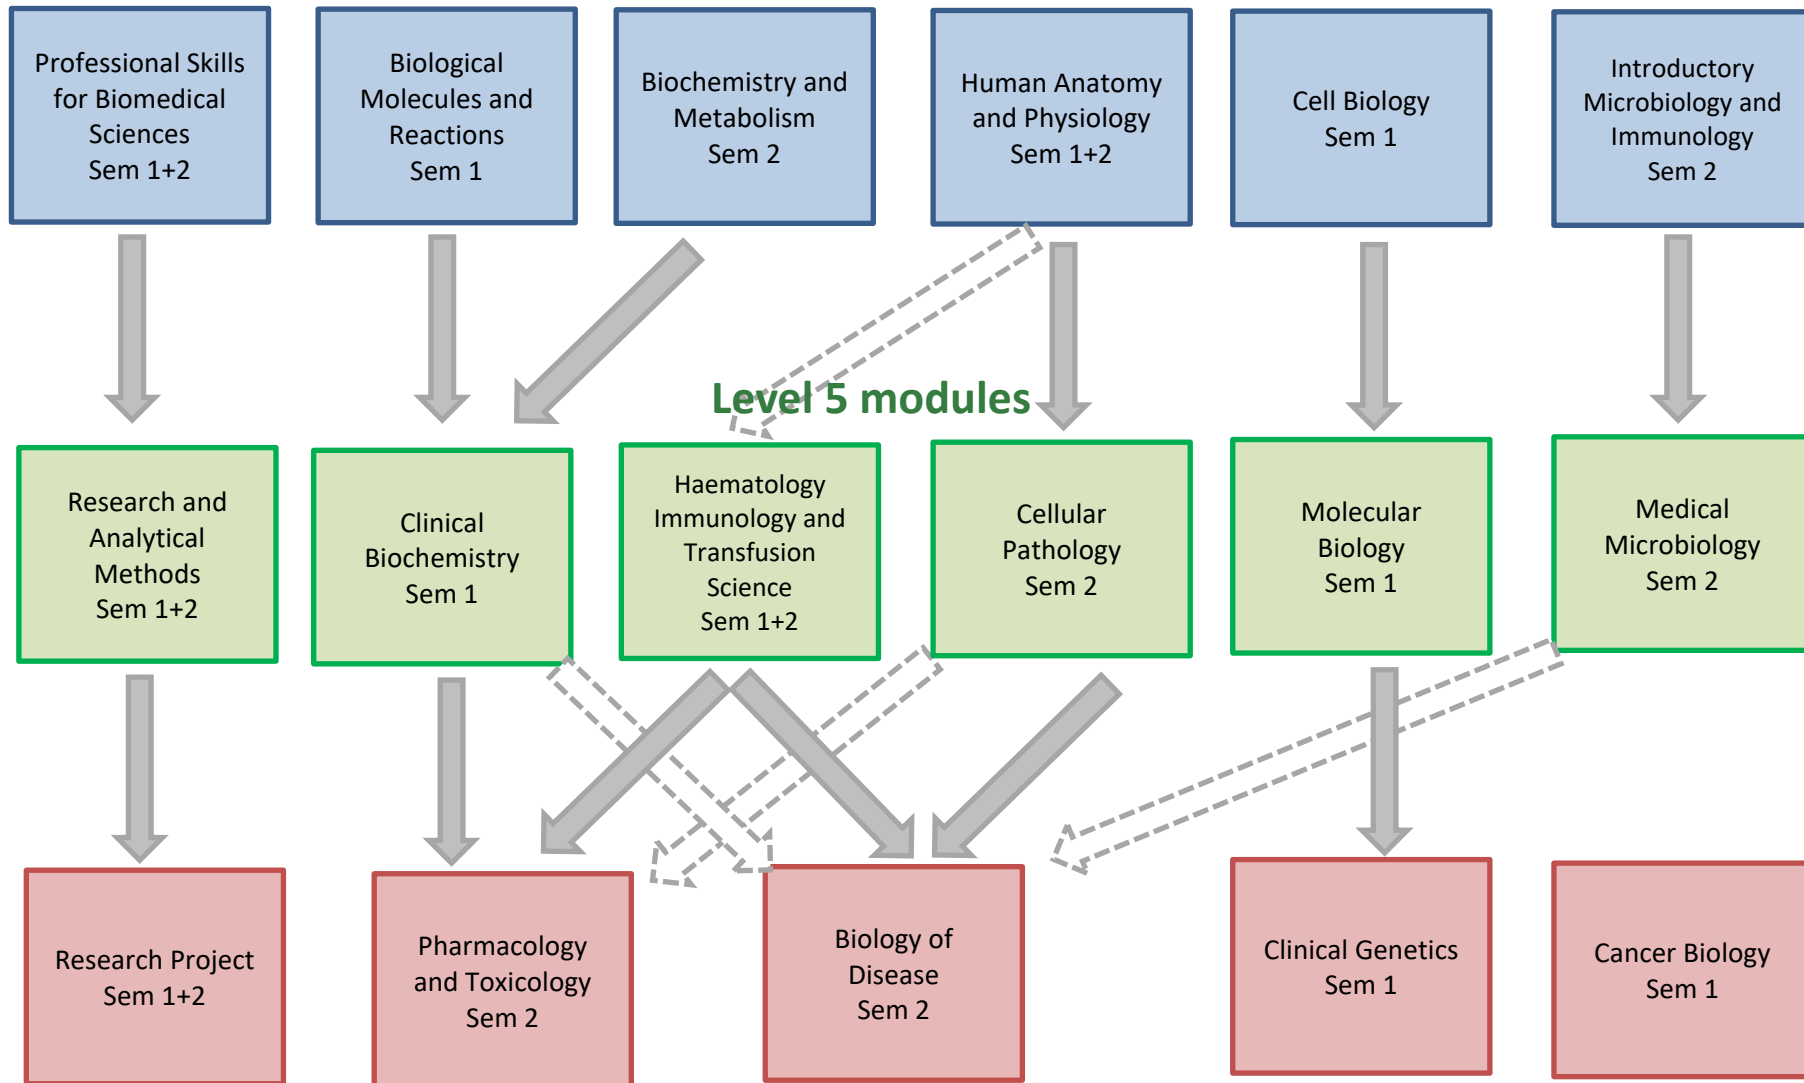 Professional Skills
for Biomedical
Sciences
Sem 1+2
Biological
Molecules and
Reactions
Sem 1
Biochemistry and
Metabolism
Sem 2
Human Anatomy
and Physiology
Sem 1+2
Cell Biology
Sem 1
Introductory
Microbiology and
Immunology
Sem 2
Level 5 modules
Research and
Analytical
Methods
Sem 1+2
Clinical
Biochemistry
Sem 1
Haematology
Immunology and
Transfusion
Science
Sem 1+2
Cellular
Pathology
Sem 2
Molecular
Biology
Sem 1
Medical
Microbiology
Sem 2
Research Project
Sem 1+2
Pharmacology
and Toxicology
Sem 2
Biology of
Disease
Sem 2
Clinical Genetics
Sem 1
Cancer Biology
Sem 1